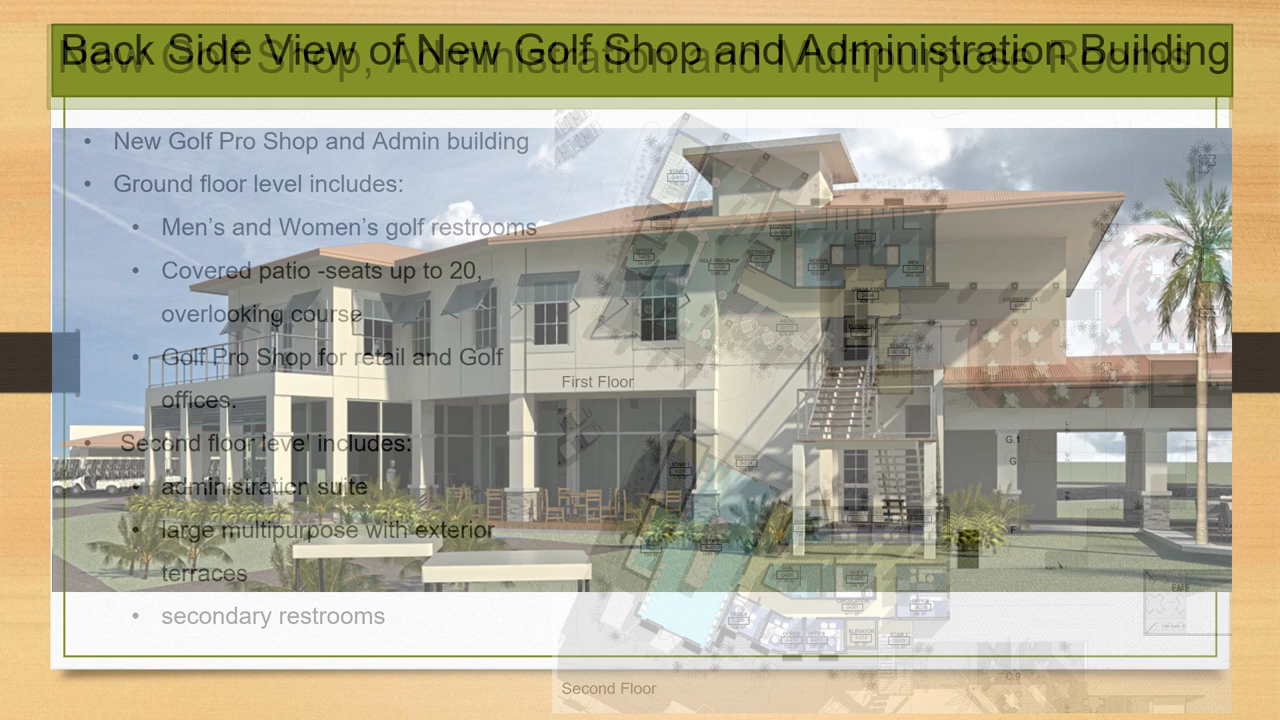 Back Side View of New Golf Shop and Administration Building
New Golf Shop, Administration and Multipurpose Rooms
• New Golf Pro Shop and Admin building
• Ground floor level includes:
• Men’s and Women’s golf restrooms
• Covered patio -seats up to 20,
overlooking course
• Golf Pro Shop for retail and Golf
offices.
• Second floor level includes:
• administration suite
• large multipurpose with exterior
terraces
• secondary restrooms
First Floor
G.1
G
F
CAFE
C.9
Second Floor